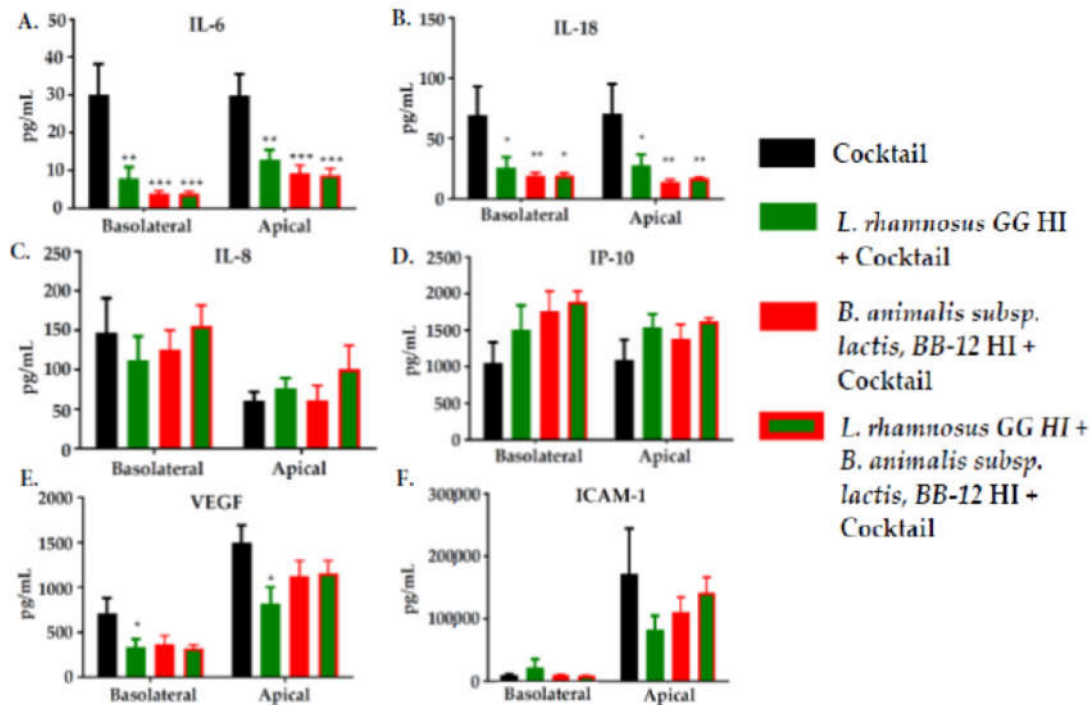 A. IL-6
pg/mL
50
40
30
20
10
0
** *** *** ** *** ***
Basolateral Apical
B. IL-18
pg/mL
150
100
50
0
* ** * * ** **
Basolateral Apical
C. IL-8
pg/mL
250
200
150
100
50
0
Basolateral Apical
D. IP-10
pg/mL
2500
2000
1500
1000
500
0
Basolateral Apical
E. VEGF
pg/mL
2000
1500
1000
500
0
* *
Basolateral Apical
F. ICAM-1
pg/mL
300000
200000
100000
0
Basolateral Apical
Cocktail
L. rhamnosus GG HI
+ Cocktail
B. animalis subsp.
lactis, BB-12 HI +
Cocktail
L. rhamnosus GG HI +
B. animalis subsp.
lactis, BB-12 HI +
Cocktail